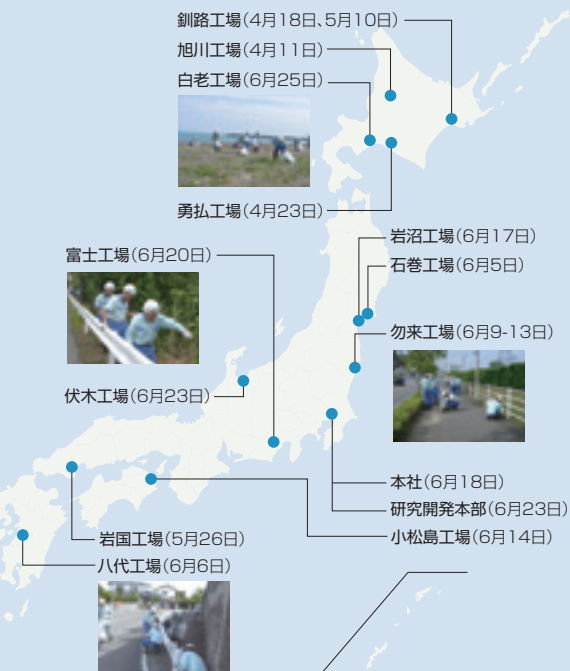 釧路工場（4月18日、5月10日）
旭川工場（4月11日）
白老工場（6月25日）
勇払工場（4月23日）
岩沼工場（6月17日）
富士工場（6月20日）
石巻工場（6月5日）
勿来工場（6月9-13日）
伏木工場（6月23日）
本社（6月18日）
研究開発本部（6月23日）
小松島工場（6月14日）
岩国工場（5月26日）
八代工場（6月6日）